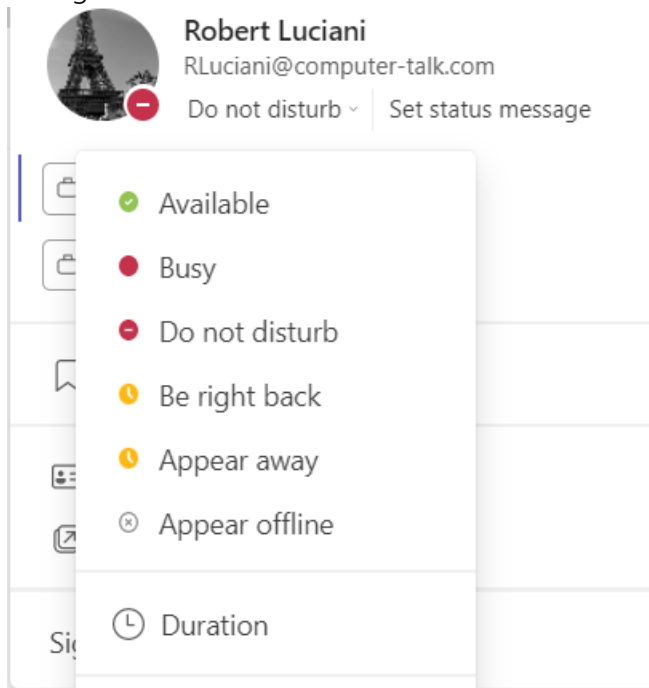 Robert Luciani
RLuciani@computer-talk.com
Do not disturb Set status message
Available
Busy
Do not disturb
Be right back
Appear away
Appear offline
Duration